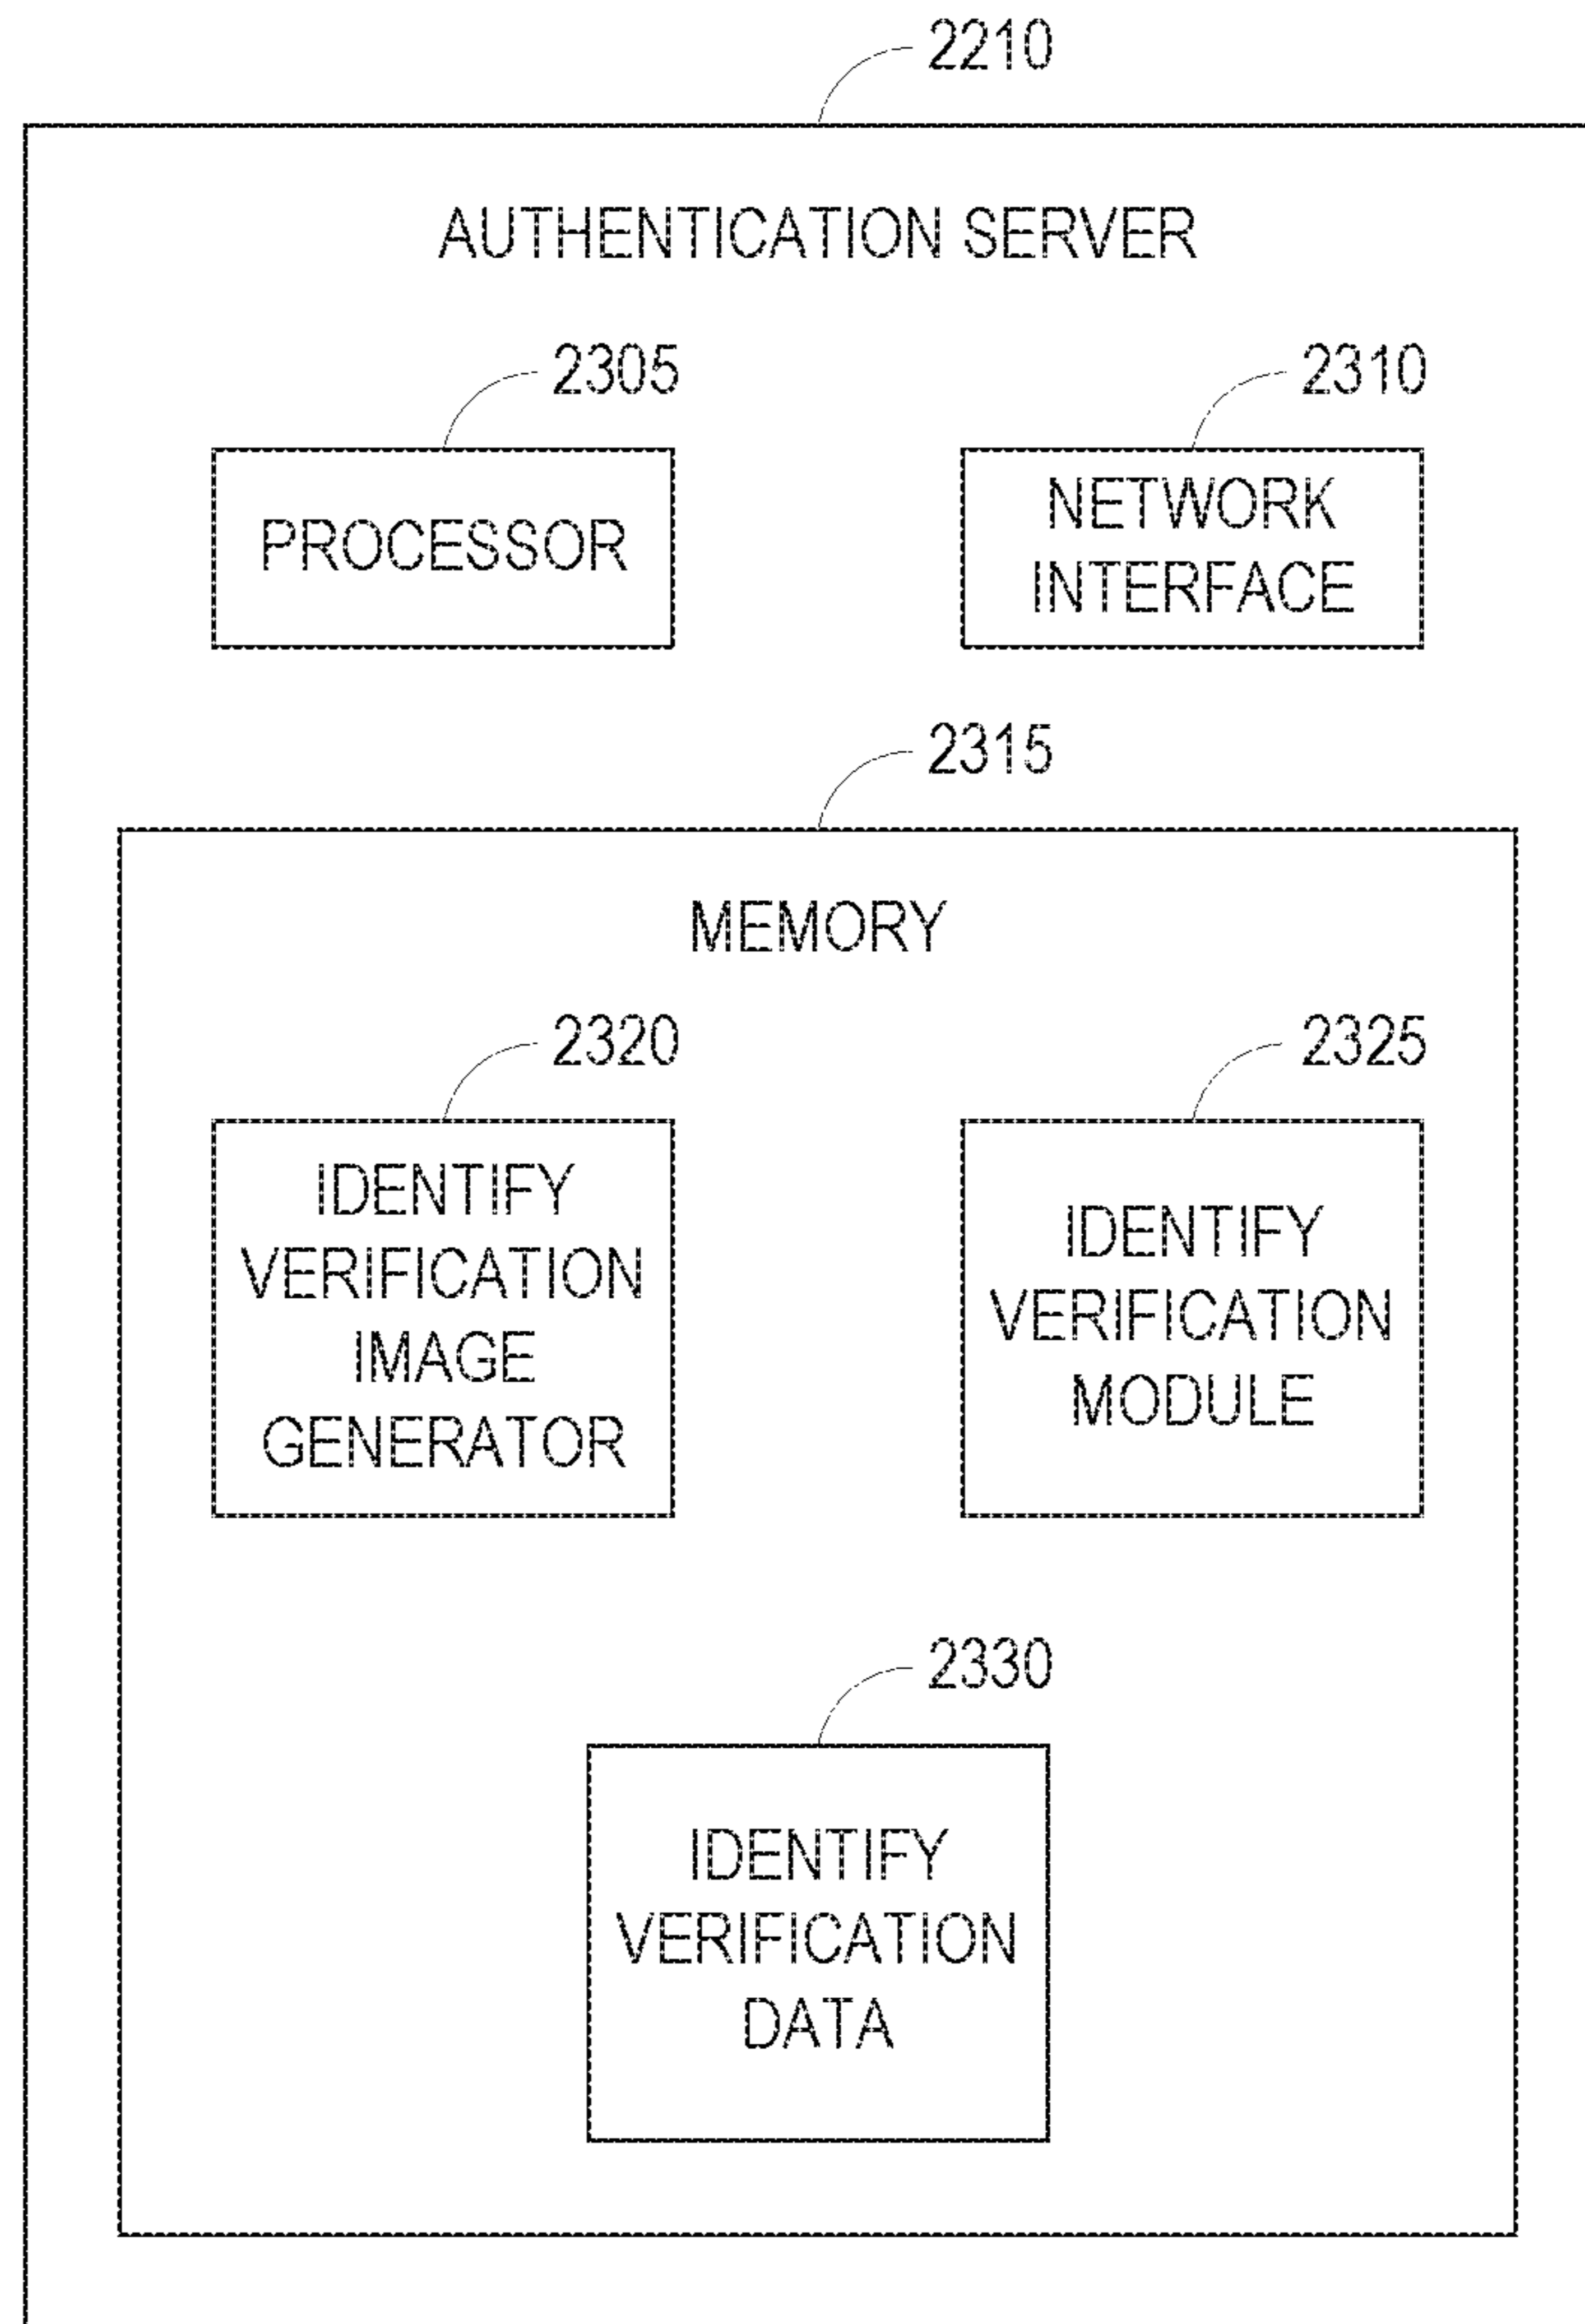 2210
AUTHENTICATION SERVER
2305
2310
PROCESSOR
NETWORK
INTERFACE
2315
MEMORY
2320
2325
IDENTIFY
VERIFICATION
IMAGE
GENERATOR
IDENTIFY
VERIFICATION
MODULE
2330
IDENTIFY
VERIFICATION
DATA